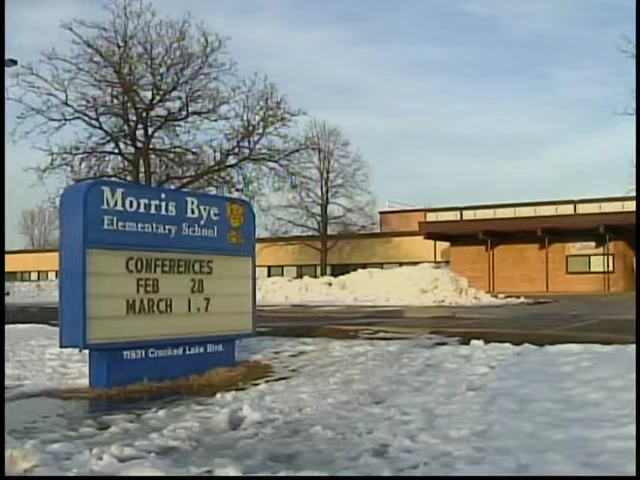 Morris Bye
Elementary School
CONFERENCES
FEB 28
MARCH 1.7
11931 Crooked Lake Blvd.